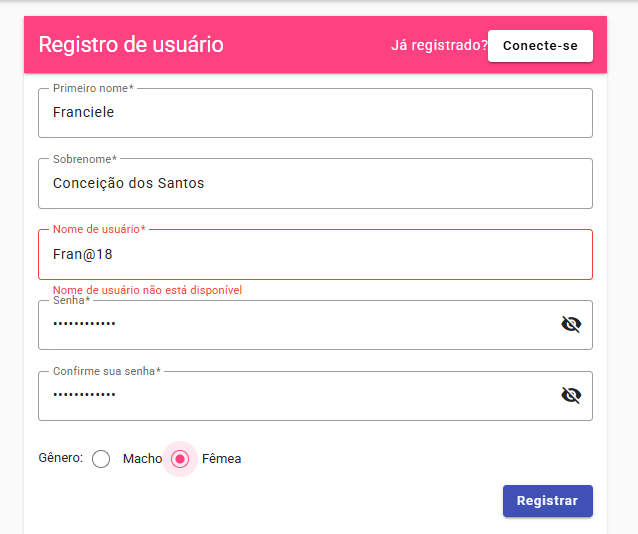 Registro de usuário
Já registrado? Conecte-se
Primeiro nome*
Franciele
Sobrenome*
Conceição dos Santos
Nome de usuário*
Fran@18
Nome de usuário não está disponível
Senha*
••••••••••••
Confirme sua senha*
••••••••••••
Gênero: Macho Fêmea
Registrar